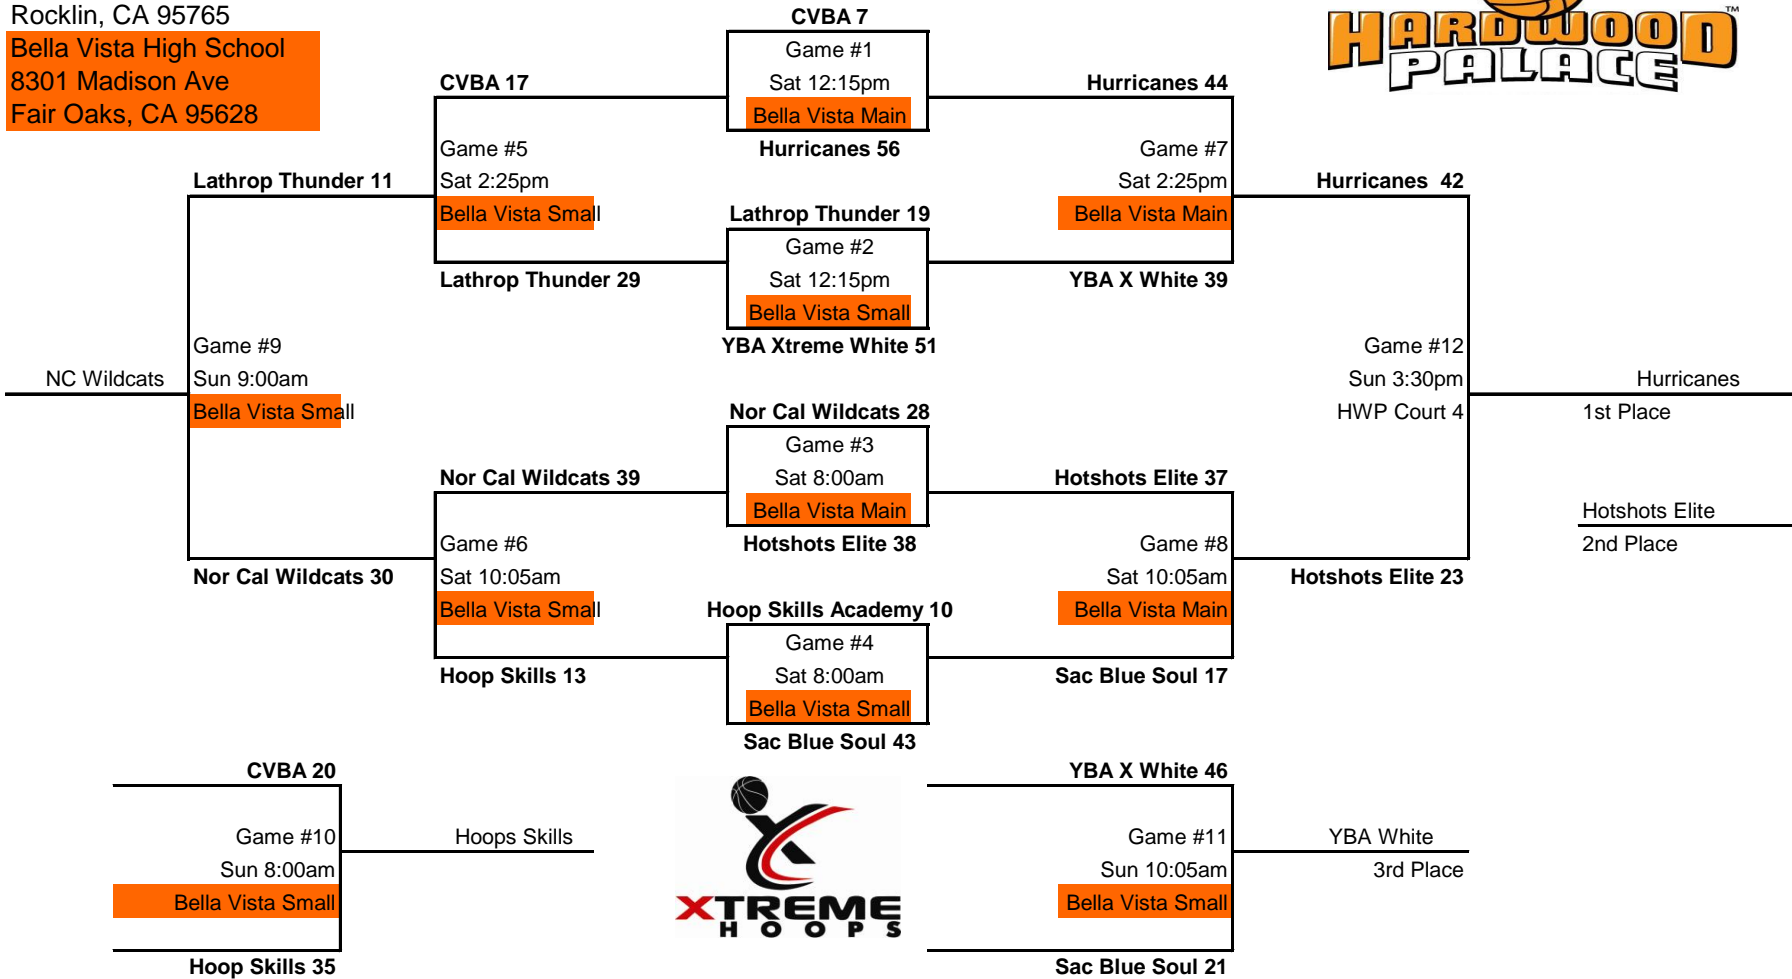 Rocklin, CA 95765
Bella Vista High School
8301 Madison Ave
Fair Oaks, CA 95628
HARDWOOD
PALACE
TM
CVBA 7
Game #1
Sat 12:15pm
Bella Vista Main
Hurricanes 56
CVBA 17
Game #5
Sat 2:25pm
Bella Vista Small
Lathrop Thunder 29
Hurricanes 44
Game #7
Sat 2:25pm
Bella Vista Main
YBA X White 39
Lathrop Thunder 11
Hurricanes 42
Lathrop Thunder 19
Game #2
Sat 12:15pm
Bella Vista Small
YBA Xtreme White 51
Game #9
Sun 9:00am
Bella Vista Small
NC Wildcats
Game #12
Sun 3:30pm
HWP Court 4
Hurricanes
1st Place
Nor Cal Wildcats 28
Game #3
Sat 8:00am
Bella Vista Main
Hotshots Elite 38
Nor Cal Wildcats 39
Game #6
Sat 10:05am
Bella Vista Small
Hoop Skills 13
Hotshots Elite 37
Game #8
Sat 10:05am
Bella Vista Main
Sac Blue Soul 17
Hotshots Elite
2nd Place
Nor Cal Wildcats 30
Hotshots Elite 23
Hoop Skills Academy 10
Game #4
Sat 8:00am
Bella Vista Small
Sac Blue Soul 43
CVBA 20
Game #10
Sun 8:00am
Bella Vista Small
Hoop Skills 35
Hoops Skills
XTREME
HOOPS
YBA X White 46
Game #11
Sun 10:05am
Bella Vista Small
Sac Blue Soul 21
YBA White
3rd Place